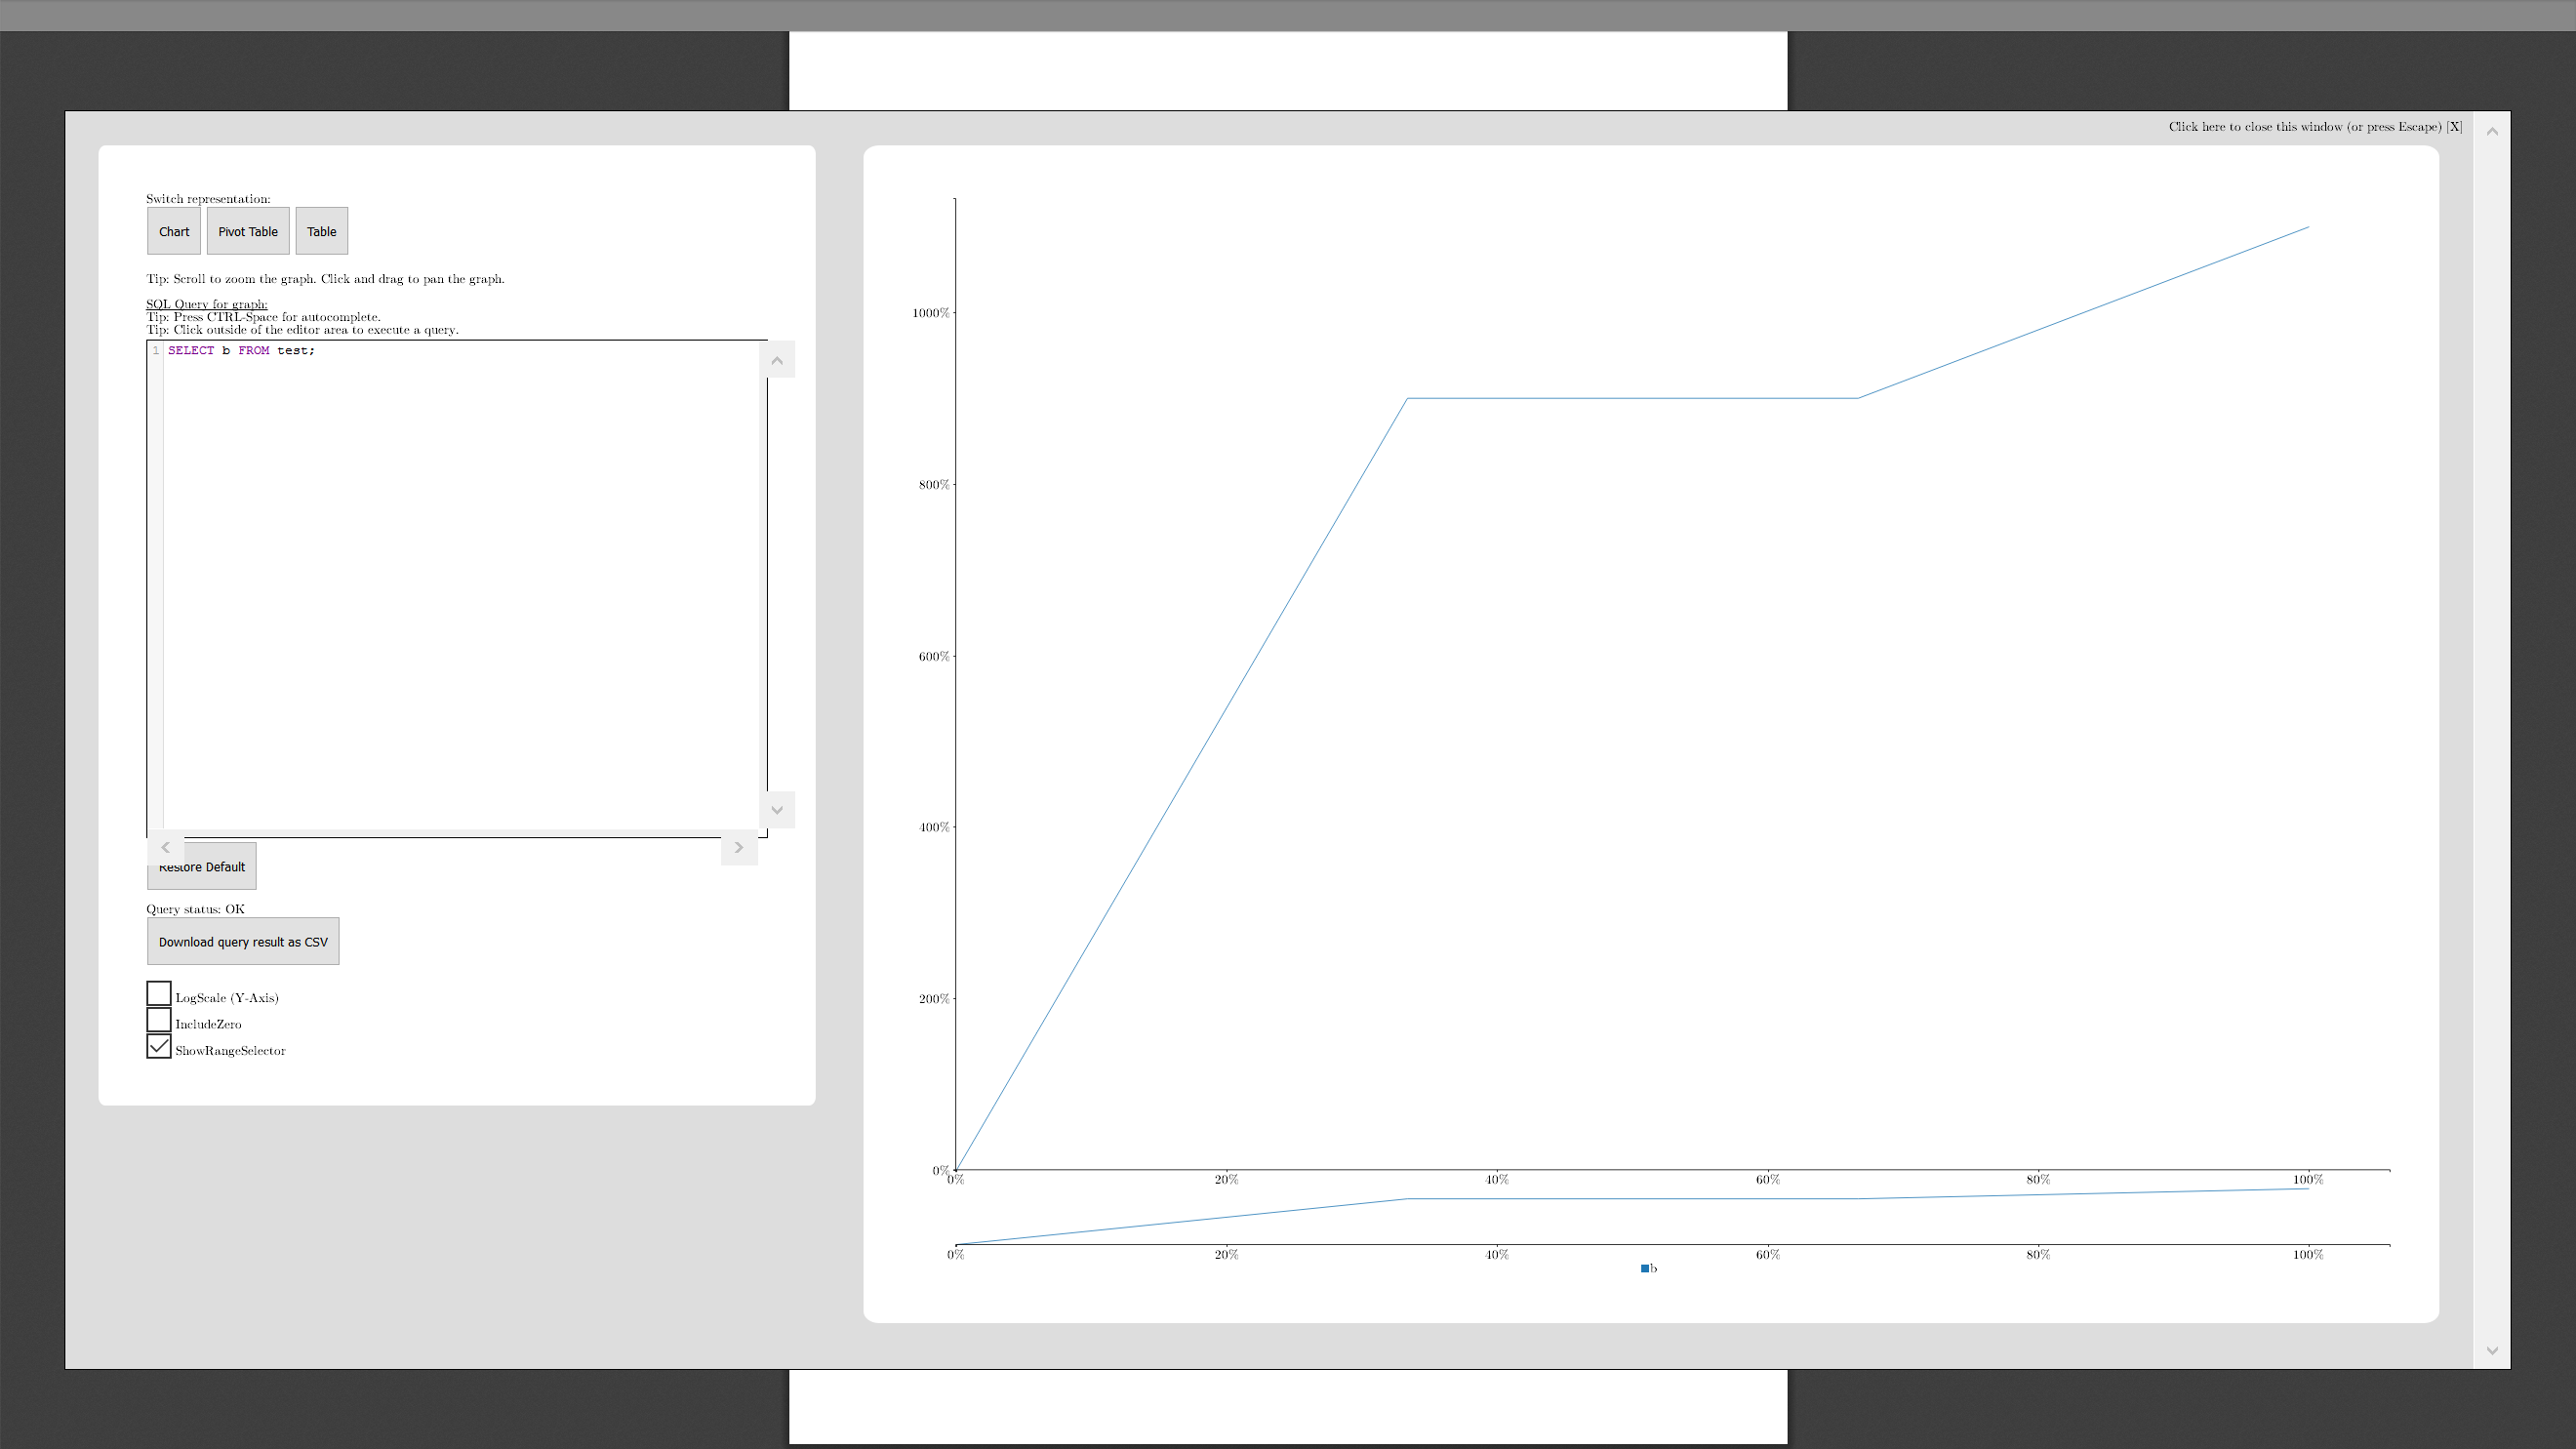 Click here to close this window (or press Escape) [X]
Switch representation:
Chart Pivot Table Table
Tip: Scroll to zoom the graph. Click and drag to pan the graph.
SQL Query for graph:
Tip: Press CTRL-Space for autocomplete.
Tip: Click outside of the editor area to execute a query.
1 SELECT b FROM test;
Restore Default
Query status: OK
Download query result as CSV
LogScale (Y-Axis)
IncludeZero
ShowRangeSelector
1000%
800%
600%
400%
200%
0%
0% 20% 40% 60% 80% 100%
0% 20% 40% 60% 80% 100%
b